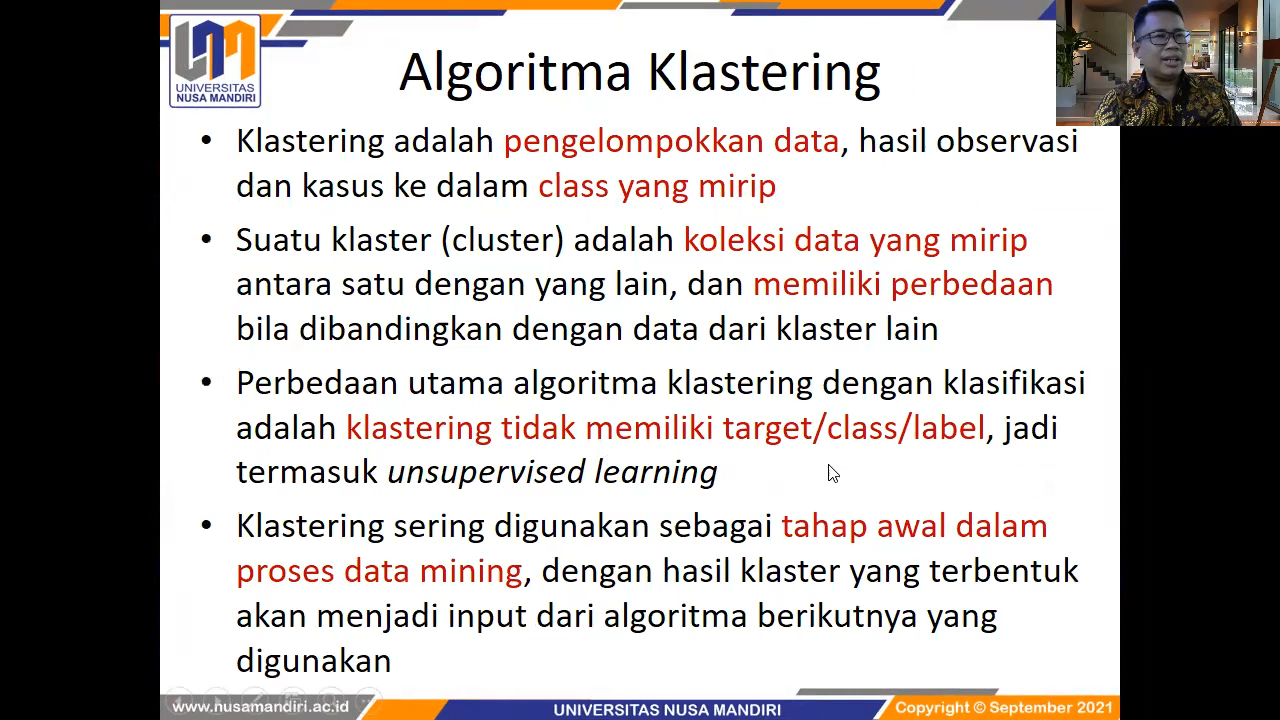 UNIVERSITAS
NUSA MANDIRI
Algoritma Klastering
• Klastering adalah pengelompokkan data, hasil observasi
dan kasus ke dalam class yang mirip
• Suatu klaster (cluster) adalah koleksi data yang mirip
antara satu dengan yang lain, dan memiliki perbedaan
bila dibandingkan dengan data dari klaster lain
• Perbedaan utama algoritma klastering dengan klasifikasi
adalah klastering tidak memiliki target/class/label, jadi
termasuk unsupervised learning
• Klastering sering digunakan sebagai tahap awal dalam
proses data mining, dengan hasil klaster yang terbentuk
akan menjadi input dari algoritma berikutnya yang
digunakan
www.nusamandiri.ac.id
UNIVERSITAS NUSA MANDIRI
Copyright © September 2021